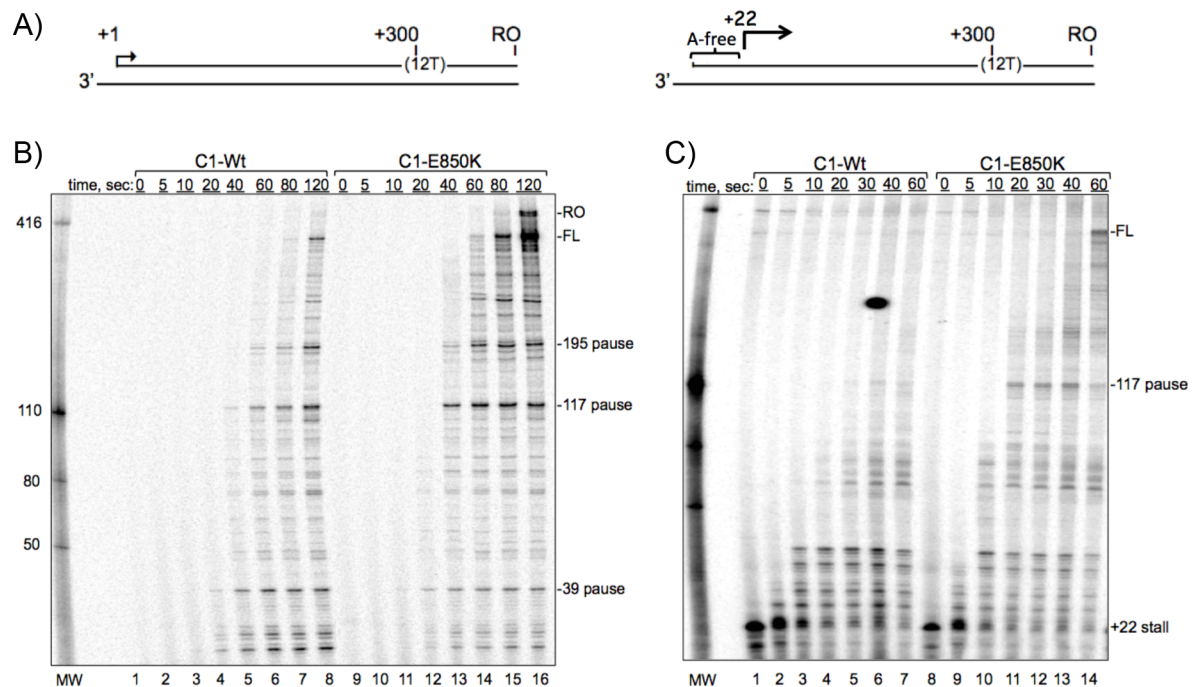 A)
+1 +300 RO
(12T)
3'
+22
A-free +300 RO
(12T)
3'
B)
C1-Wt C1-E850K
time, sec: 0 5 10 20 40 60 80 120 0 5 10 20 40 60 80 120
416
110
80
50
-RO
-FL
-195 pause
-117 pause
-39 pause
MW 1 2 3 4 5 6 7 8 9 10 11 12 13 14 15 16
C)
C1-Wt C1-E850K
time, sec: 0 5 10 20 30 40 60 0 5 10 20 30 40 60
-FL
-117 pause
+22 stall
MW 1 2 3 4 5 6 7 8 9 10 11 12 13 14